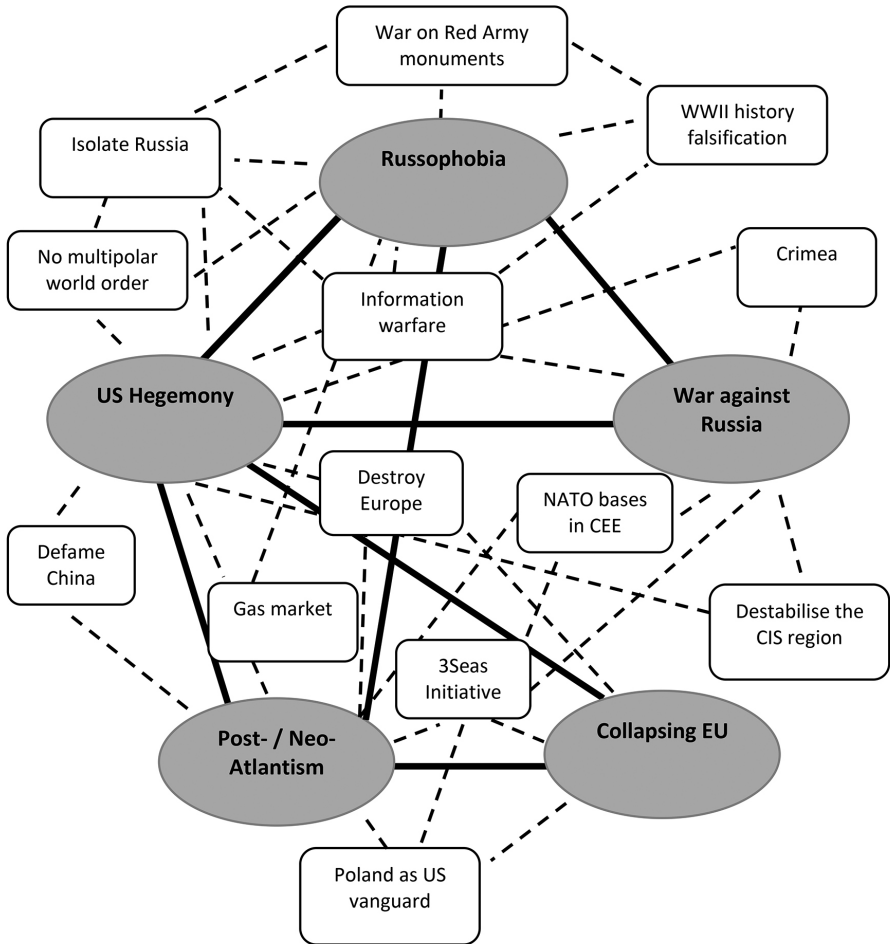 War on Red Army
monuments
WWII history
falsification
Isolate Russia
Russophobia
No multipolar
world order
Crimea
Information
warfare
US Hegemony
War against
Russia
Destroy
Europe
NATO bases
in CEE
Defame
China
Gas market
Destabilise the
CIS region
3Seas
Initiative
Post- / Neo-
Atlantism
Collapsing EU
Poland as US
vanguard